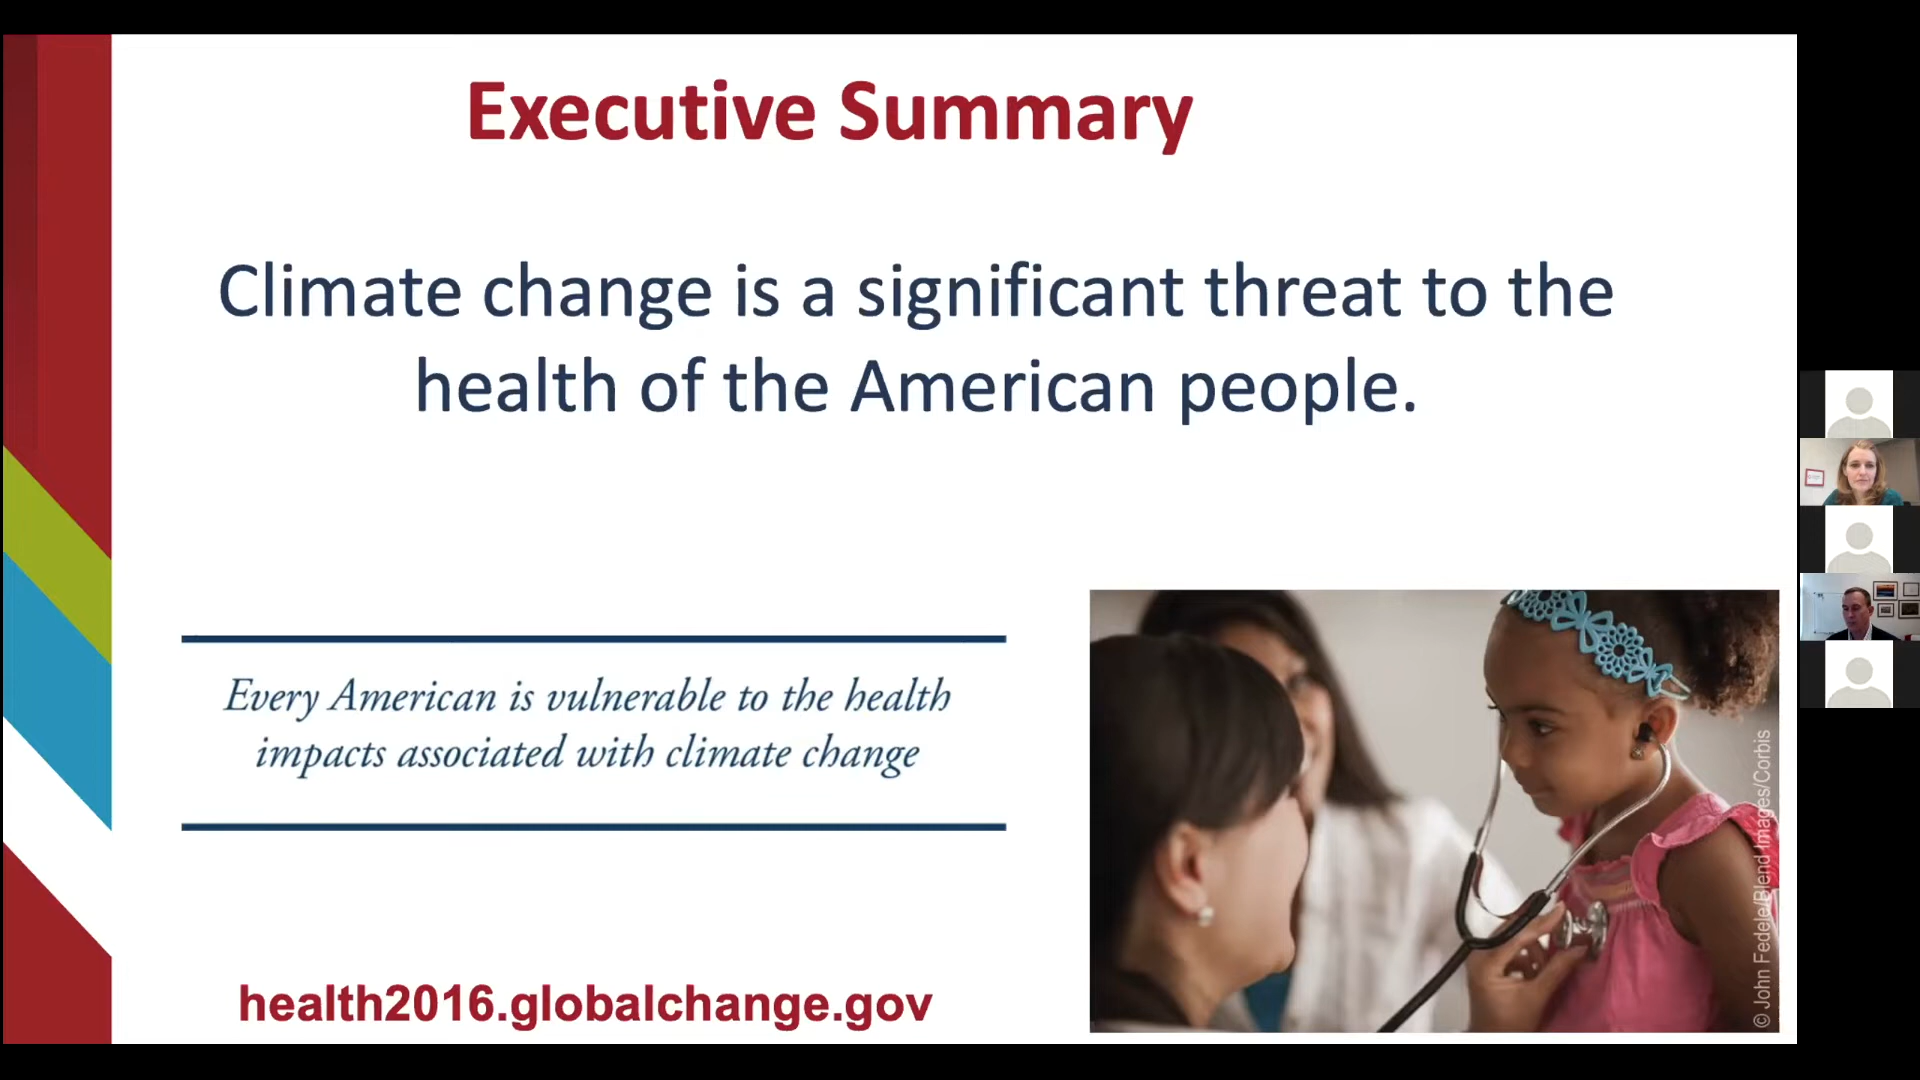 Executive Summary
Climate change is a significant threat to the
health of the American people.
Every American is vulnerable to the health
impacts associated with climate change
health2016.globalchange.gov
© John Fedele/Blend Images/Corbis